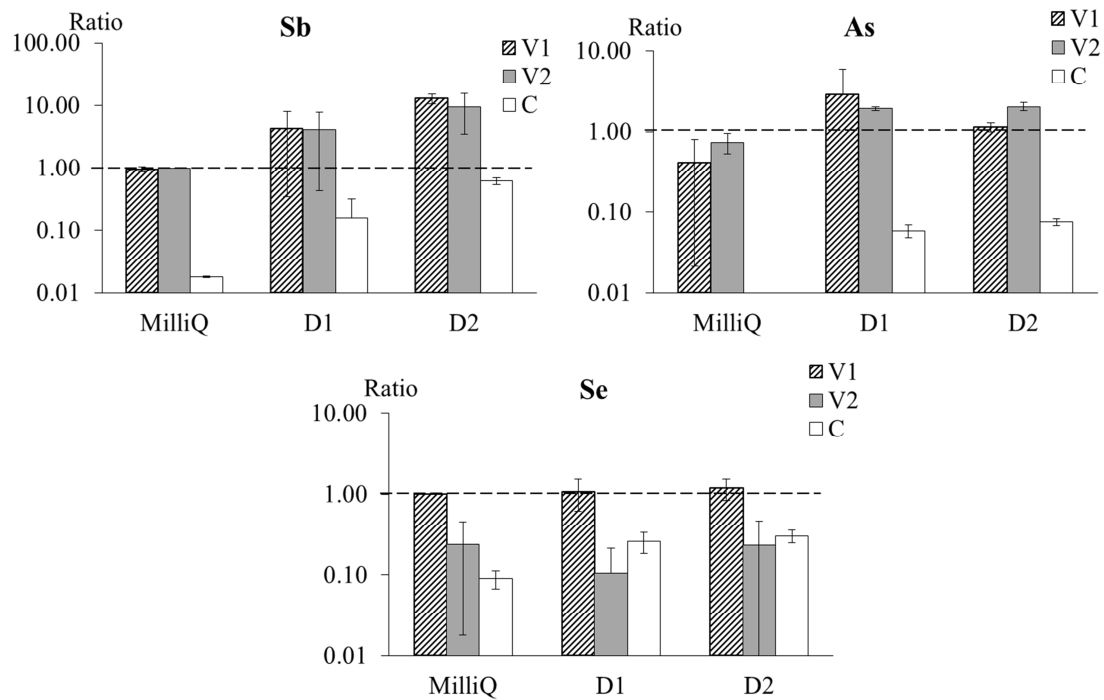 Ratio
Sb
100.00
10.00
1.00
0.10
0.01
V1
V2
C
MilliQ D1 D2
Ratio
As
10.00
1.00
0.10
0.01
V1
V2
C
MilliQ D1 D2
Ratio
Se
10.00
1.00
0.10
0.01
V1
V2
C
MilliQ D1 D2